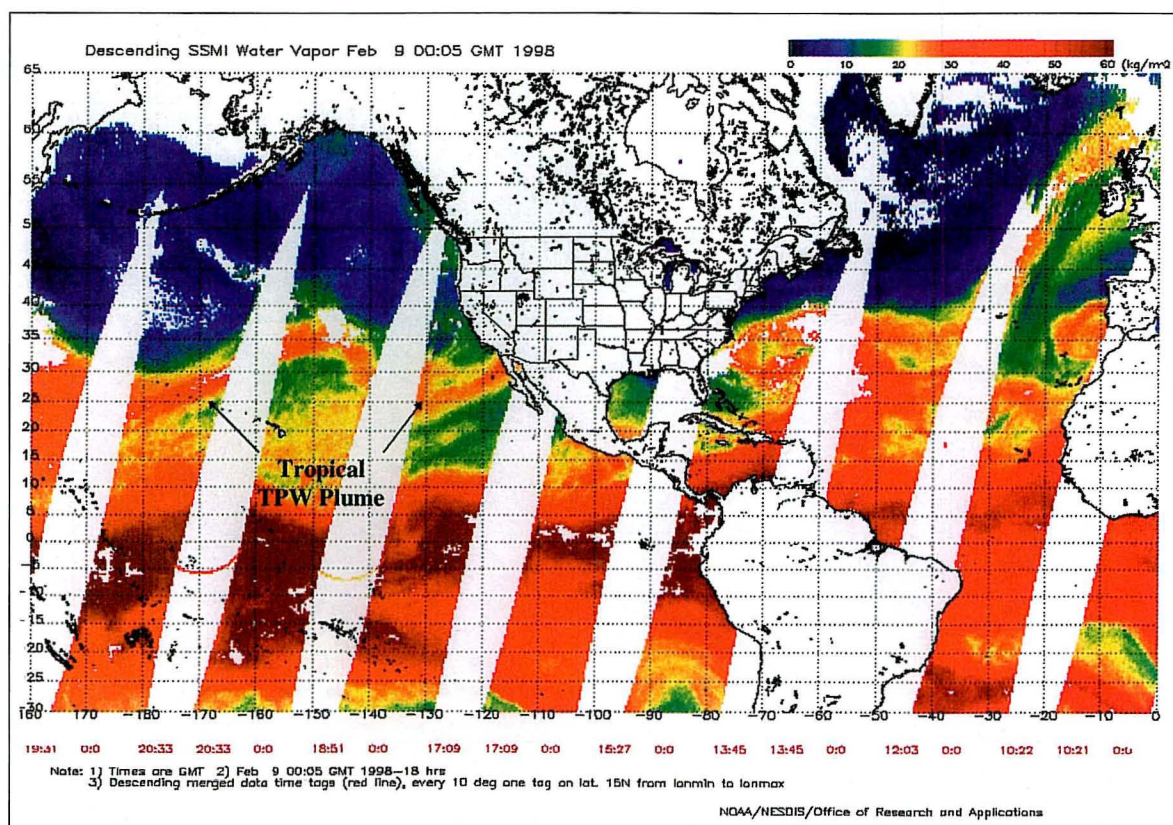 Descending SSMI Water Vapor Feb 9 00:05 GMT 1998
0 10 20 30 40 50 60 (kg/m²
65
60
55
50
45
40
35
30
25
20
15
10
5
0
-5
-10
-15
20
25
-30
Tropical
TPW Plume
160 170 -180 -170 -160 -150 -140 -130 -120 -110 -100 -90 -80 -70 -60 -50 -40 -30 -20 -10 0
19:31 0:0 20:33 20:33 0:0 18:51 0:0 17:09 17:09 0:0 15:27 0:0 13:45 13:45 0:0 12:03 0:0 10:22 10:21 0:0
Note: 1) Times are GMT 2) Feb 9 00:05 GMT 1998-18 hrs
3) Descending merged data time tags (red line), every 10 deg one tag on lat. 15N from lonmin to lonmax
NOAA/NESDIS/Office of Research and Applications